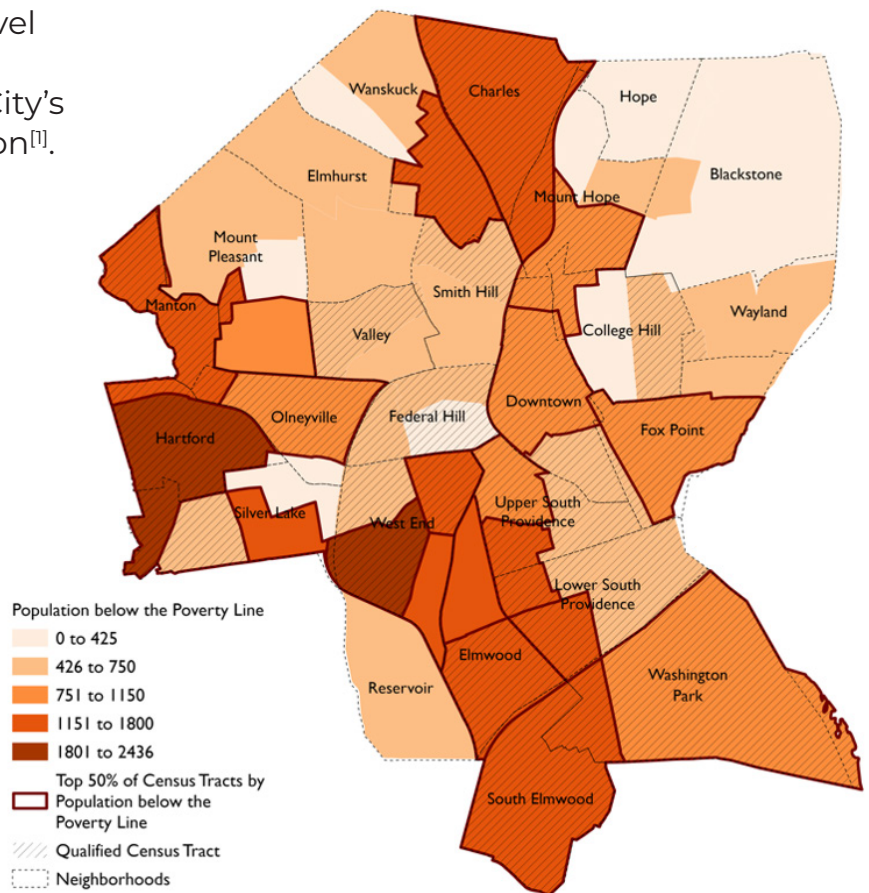 vel
City's
on[1].
Wanskuck
Charles
Hope
Elmhurst
Blackstone
Mount Hope
Mount
Pleasant
Smith Hill
Manton
Valley
College Hill
Wayland
Olneyville
Federal Hill
Downtown
Fox Point
Hartford
Silver Lake
West End
Upper South
Providence
Lower South
Providence
Elmwood
Reservoir
Washington
Park
South Elmwood
Population below the Poverty Line
0 to 425
426 to 750
751 to 1150
1151 to 1800
1801 to 2436
Top 50% of Census Tracts by
Population below the
Poverty Line
Qualified Census Tract
Neighborhoods